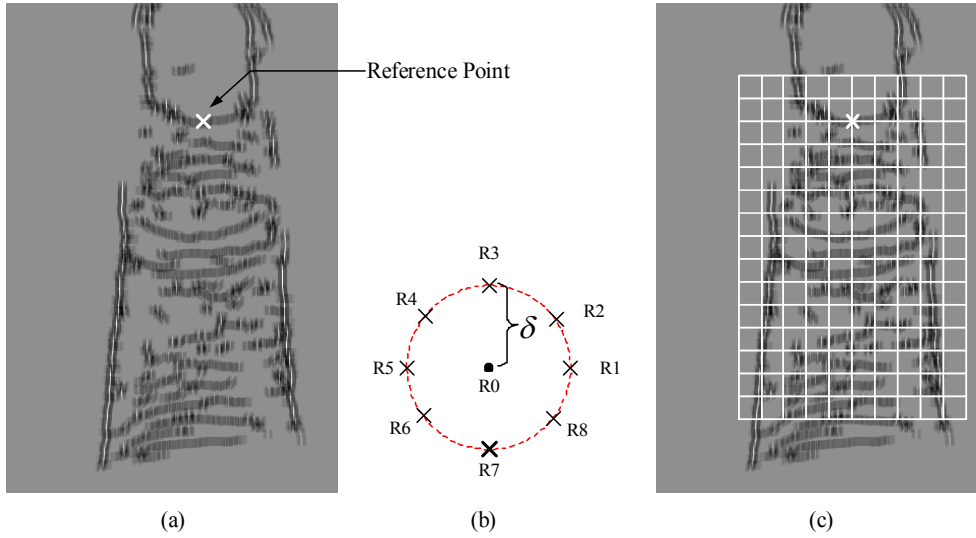 Reference Point
R3
R4
R2
δ
R5
R0
R1
R6
R8
R7
(a)
(b)
(c)